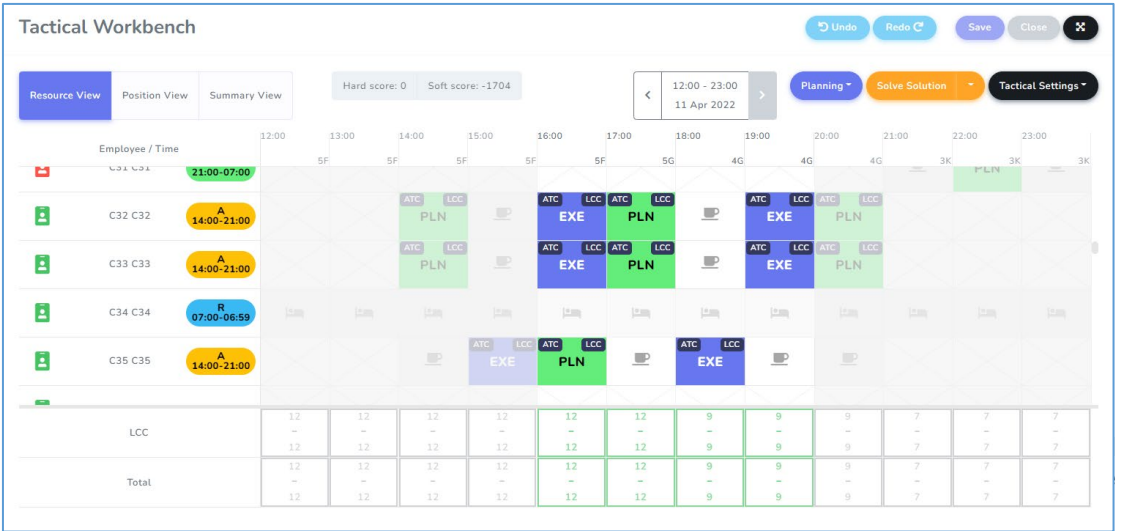 Tactical Workbench
Undo Redo Save Close
Resource View Position View Summary View Hard score: 0 Soft score: -1704 12:00 - 23:00 Planning Solve Solution Tactical Settings
11 Apr 2022
12:00 13:00 14:00 15:00 16:00 17:00 18:00 19:00 20:00 21:00 22:00 23:00
Employee / Time
5F 5F 5F 5F 5F 5G 4G 4G 4G 3K 3K 3K
C31 C31 21:00-07:00 PLN
ATC LCC ATC LCC ATC LCC ATC LCC ATC LCC
C32 C32 A 14:00-21:00 PLN EXE PLN EXE PLN
ATC LCC ATC LCC ATC LCC ATC LCC ATC LCC
C33 C33 A 14:00-21:00 PLN EXE PLN EXE PLN
C34 C34 R 07:00-06:59
ATC LCC ATC LCC ATC LCC
C35 C35 A 14:00-21:00 EXE PLN EXE
12 12 12 12 12 12 9 9 9 7 7 7
LCC - - - - - - - - - - - -
12 12 12 12 12 12 9 9 9 7 7 7
12 12 12 12 12 12 9 9 9 7 7 7
Total - - - - - - - - - - - -
12 12 12 12 12 12 9 9 9 7 7 7